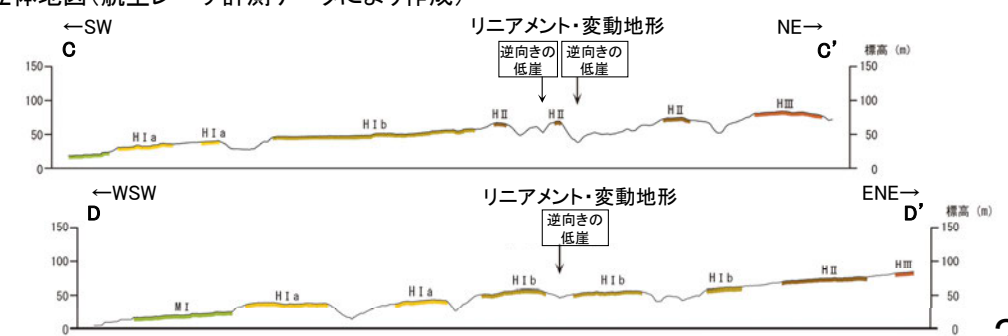 立体地図(航空レーザ計測データにより作成)
←SW
リニアメント・変動地形
NE→
C
逆向きの
低崖
逆向きの
低崖
C'
標高 (m)
150
100
50
0
HⅠa
HⅠa
HⅠb
HⅡ
HⅡ
HⅡ
HⅢ
150
100
50
0
←WSW
リニアメント・変動地形
ENE→
D
逆向きの
低崖
D'
標高 (m)
150
100
50
0
MⅠ
HⅠa
HⅠa
HⅠb
HⅠb
HⅠb
HⅡ
HⅢ
150
100
50
0